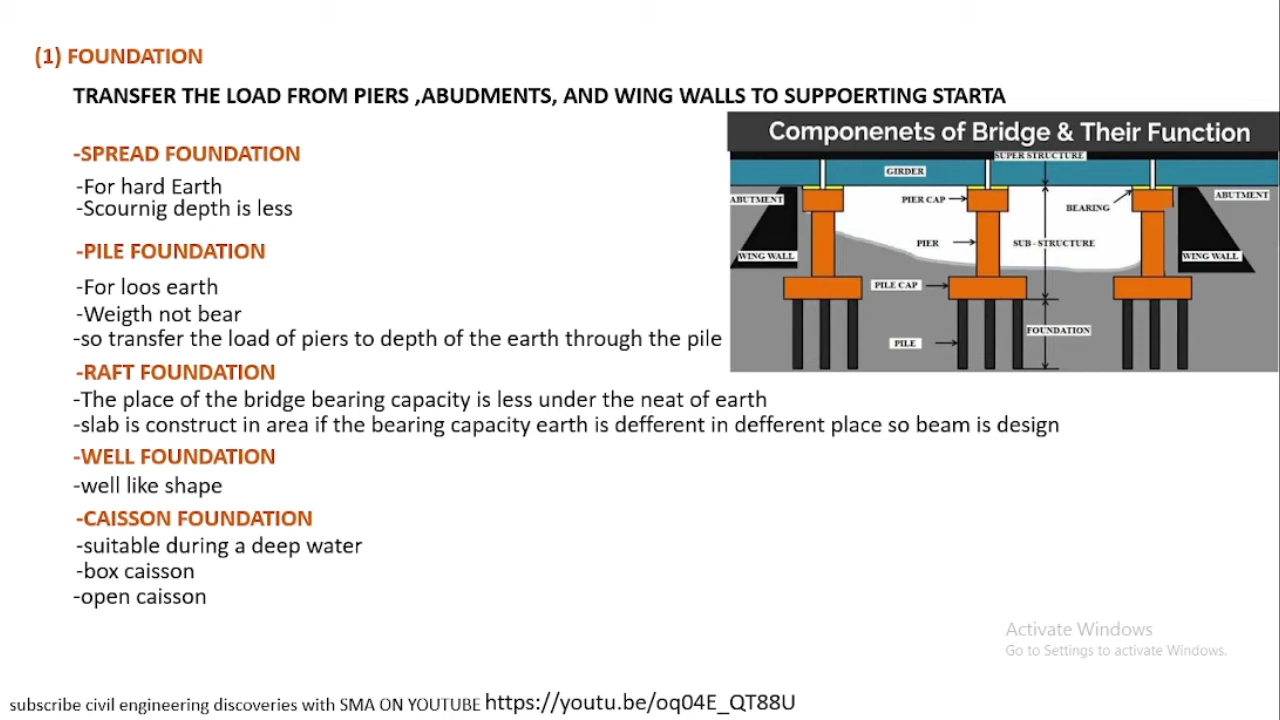 (1) FOUNDATION
TRANSFER THE LOAD FROM PIERS ,ABUDMENTS, AND WING WALLS TO SUPPOERTING STARTA
-SPREAD FOUNDATION
-For hard Earth
-Scournig depth is less
-PILE FOUNDATION
-For loos earth
-Weigth not bear
-so transfer the load of piers to depth of the earth through the pile
-RAFT FOUNDATION
-The place of the bridge bearing capacity is less under the neat of earth
-slab is construct in area if the bearing capacity earth is defferent in defferent place so beam is design
-WELL FOUNDATION
-well like shape
-CAISSON FOUNDATION
-suitable during a deep water
-box caisson
-open caisson
Componenets of Bridge & Their Function
SUPER STRUCTURE
GIRDER
ABUTMENT
PIER CAP
BEARING
ABUTMENT
PIER
SUB - STRUCTURE
WING WALL
WING WALL
PILE CAP
FOUNDATION
PILE
Activate Windows
Go to Settings to activate Windows.
subscribe civil engineering discoveries with SMA ON YOUTUBE https://youtu.be/oq04E_QT88U